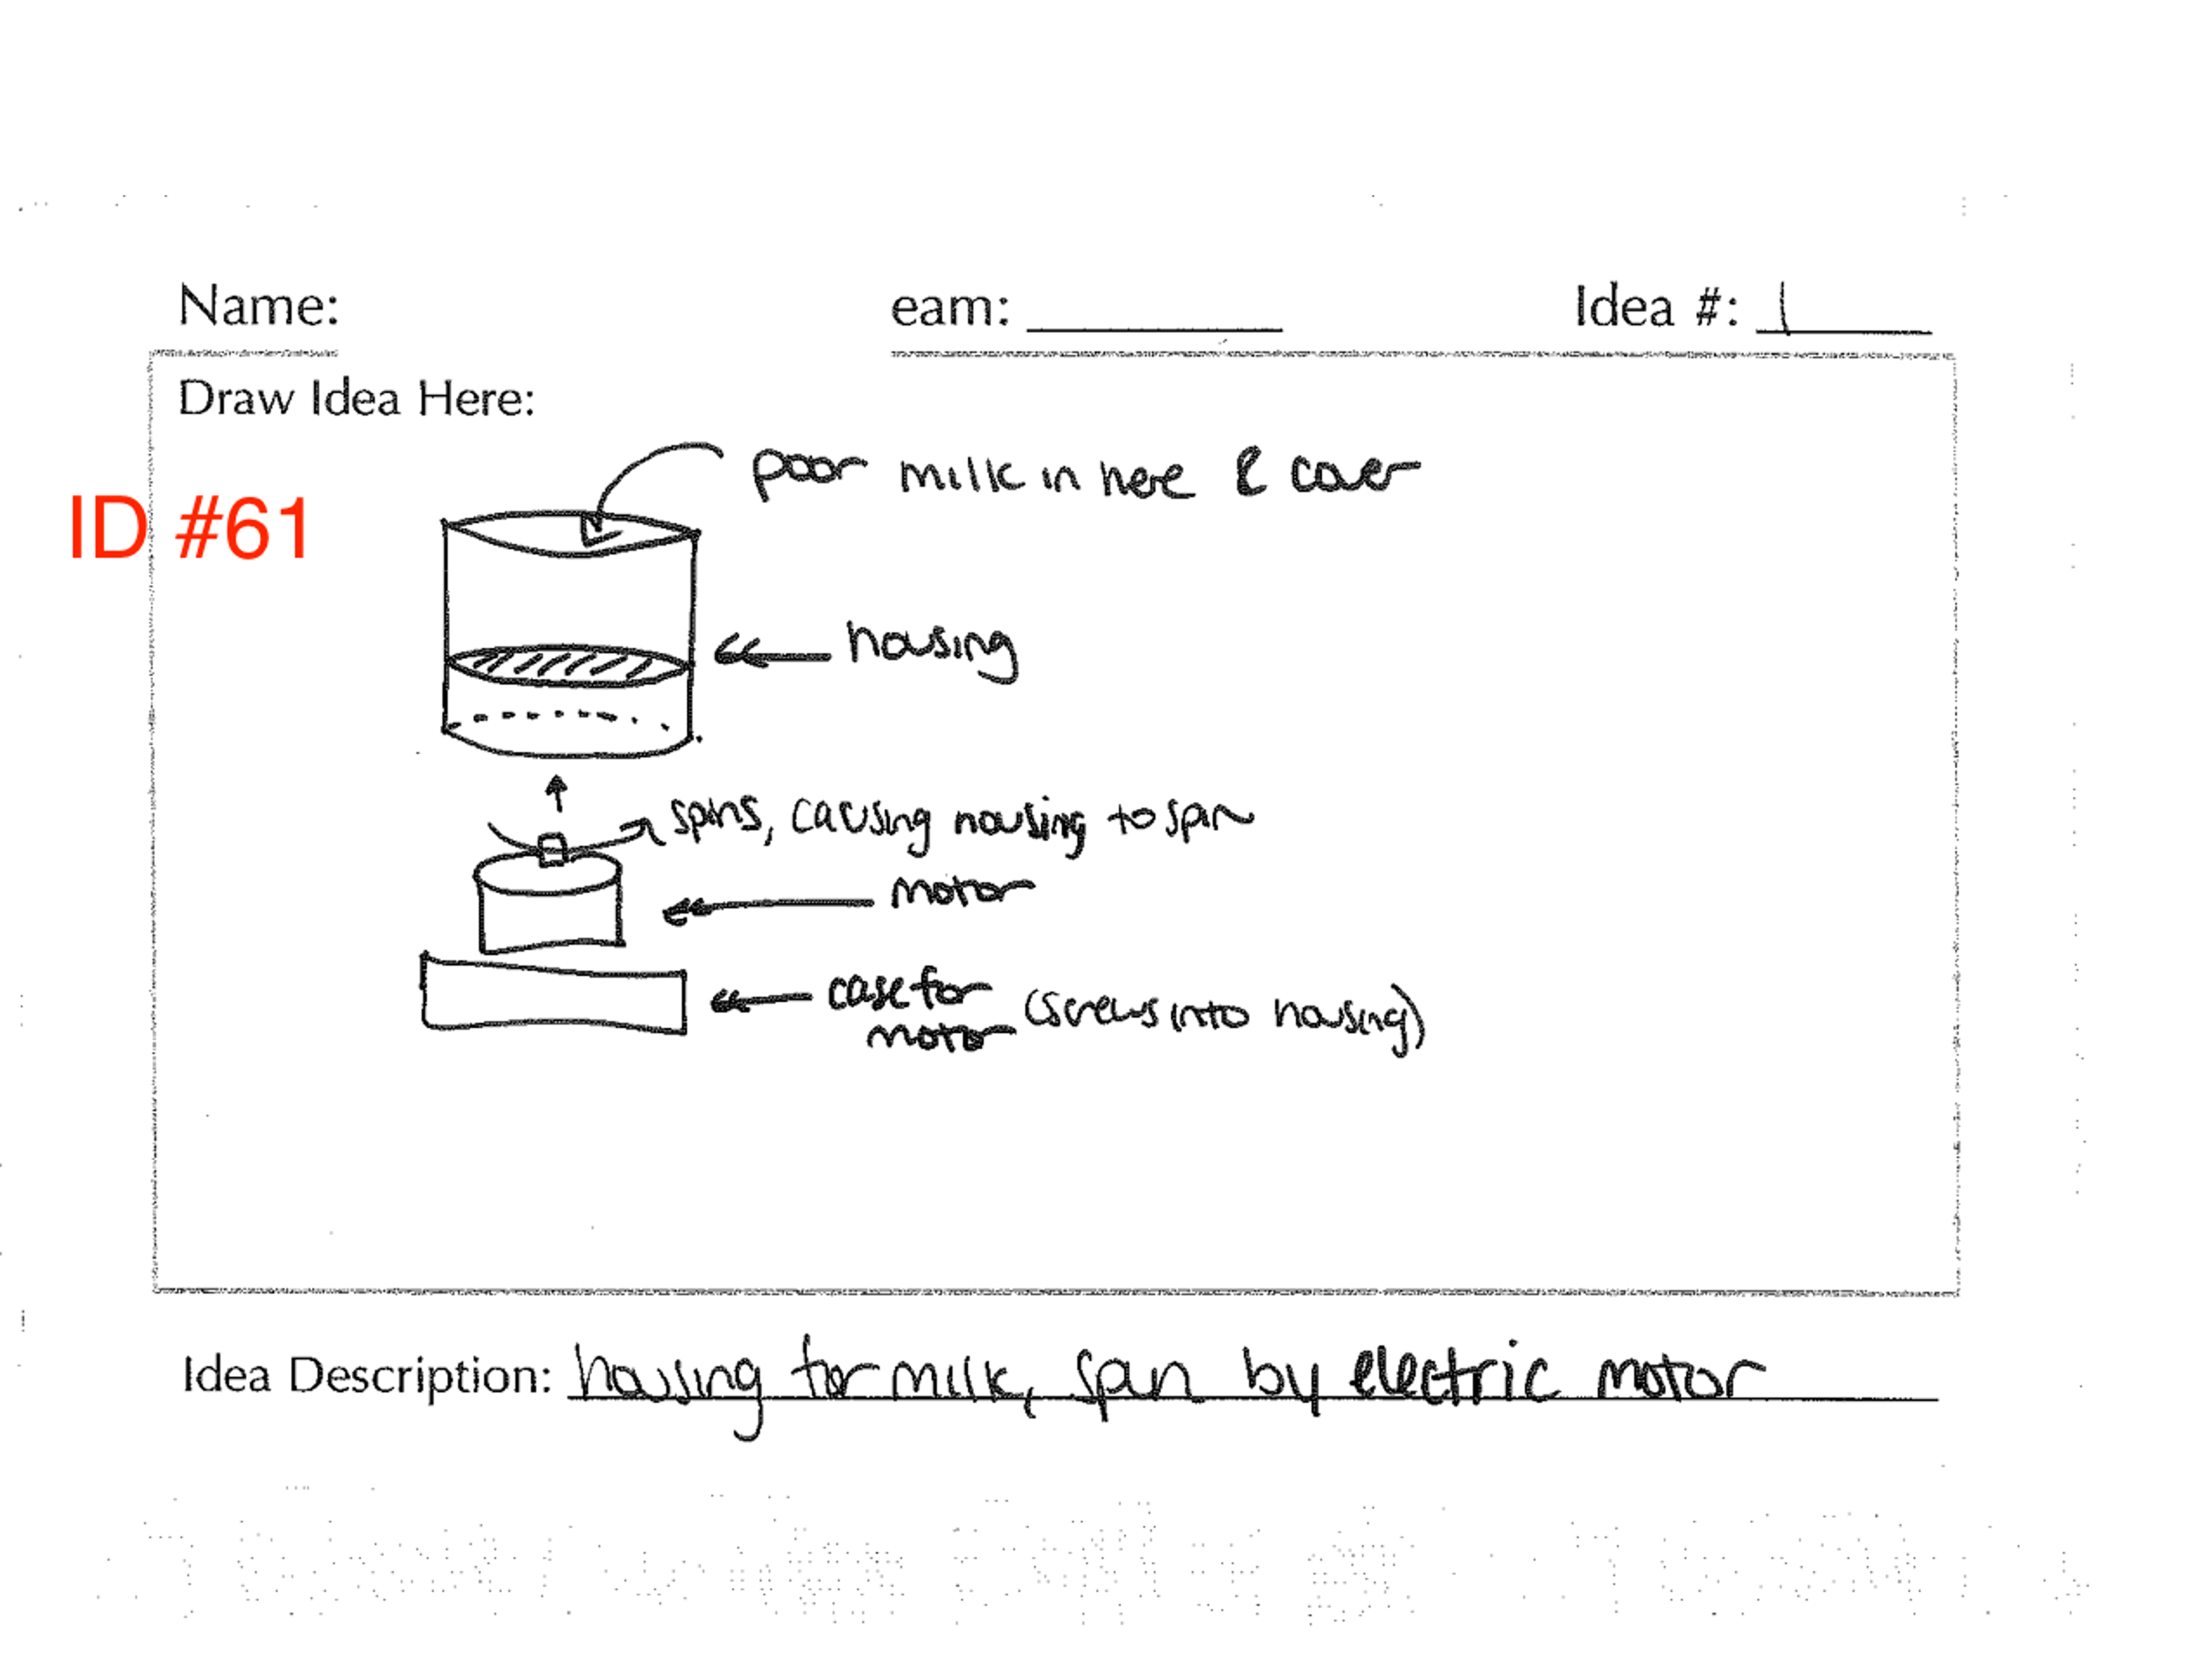 Name: eam: Idea #: 1
Draw Idea Here:
poor milk in here & cover
ID #61
housing
spins, causing housing to spin
motor
case for (screws into housing)
motor
Idea Description: housing for milk, spun by electric motor